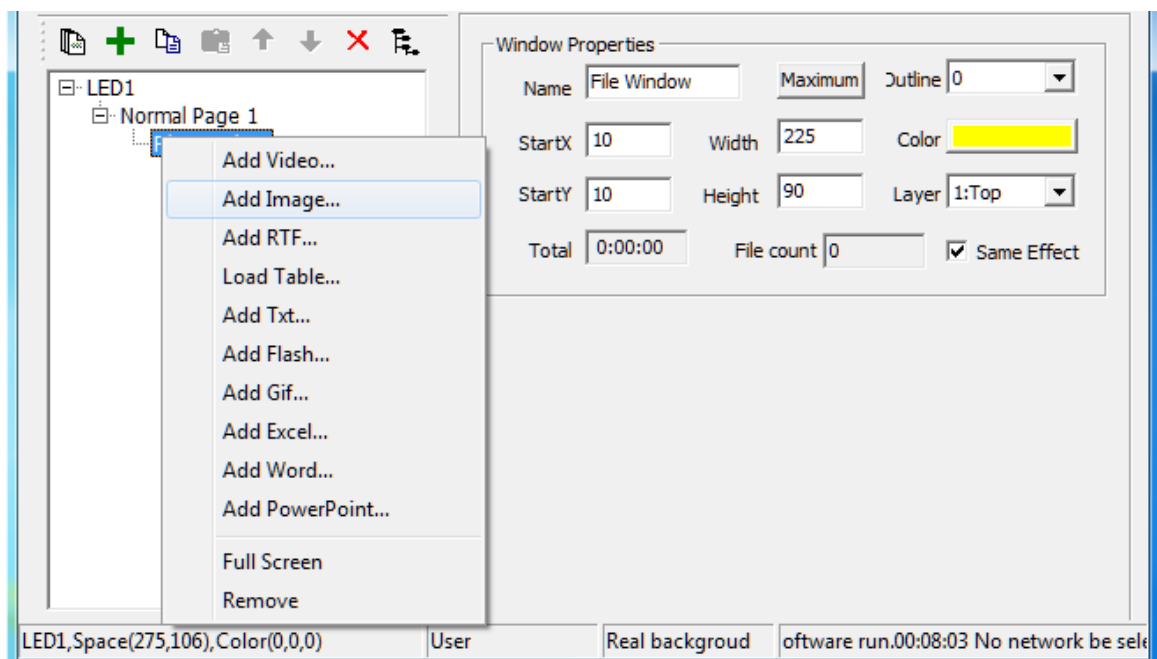 Window Properties
LED1
Normal Page 1
Name File Window Maximum Outline 0
StartX 10 Width 225 Color
StartY 10 Height 90 Layer 1:Top
Total 0:00:00 File count 0 Same Effect
Add Video...
Add Image...
Add RTF...
Load Table...
Add Txt...
Add Flash...
Add Gif...
Add Excel...
Add Word...
Add PowerPoint...
Full Screen
Remove
LED1,Space(275,106),Color(0,0,0) User Real backgroud oftware run.00:08:03 No network be sele